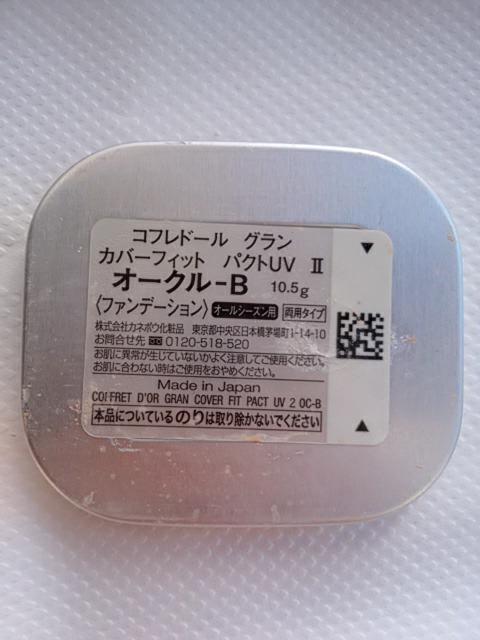 コフレドール グラン
カバーフィット パクトUV Ⅱ
オークル-B 10.5g
〈ファンデーション〉 オールシーズン用 両用タイプ
株式会社カネボウ化粧品 東京都中央区日本橋茅場町1-14-10
お問合せ先 0120-518-520
お肌に異常が生じていないかよく注意してご使用ください。
お肌に合わない時はご使用をおやめください。
Made in Japan
COFFRET D'OR GRAN COVER FIT PACT UV 2 OC-B
本品についているのりは取り除かないでください